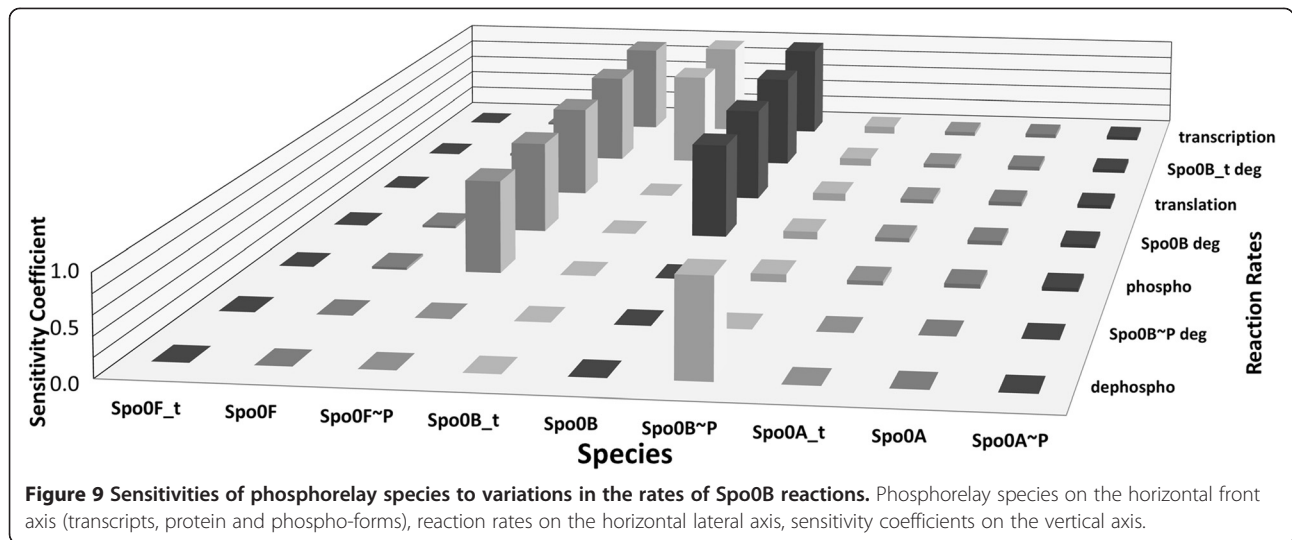 transcription
Spo0B_t deg
translation
Spo0B deg
phospho
Spo0B~P deg
dephospho
Reaction Rates
Sensitivity Coefficient
1.0
0.5
0.0
Spo0F_t
Spo0F
Spo0F~P
Spo0B_t
Spo0B
Spo0B~P
Spo0A_t
Spo0A
Spo0A~P
Species
Figure 9 Sensitivities of phosphorelay species to variations in the rates of Spo0B reactions. Phosphorelay species on the horizontal front
axis (transcripts, protein and phospho-forms), reaction rates on the horizontal lateral axis, sensitivity coefficients on the vertical axis.